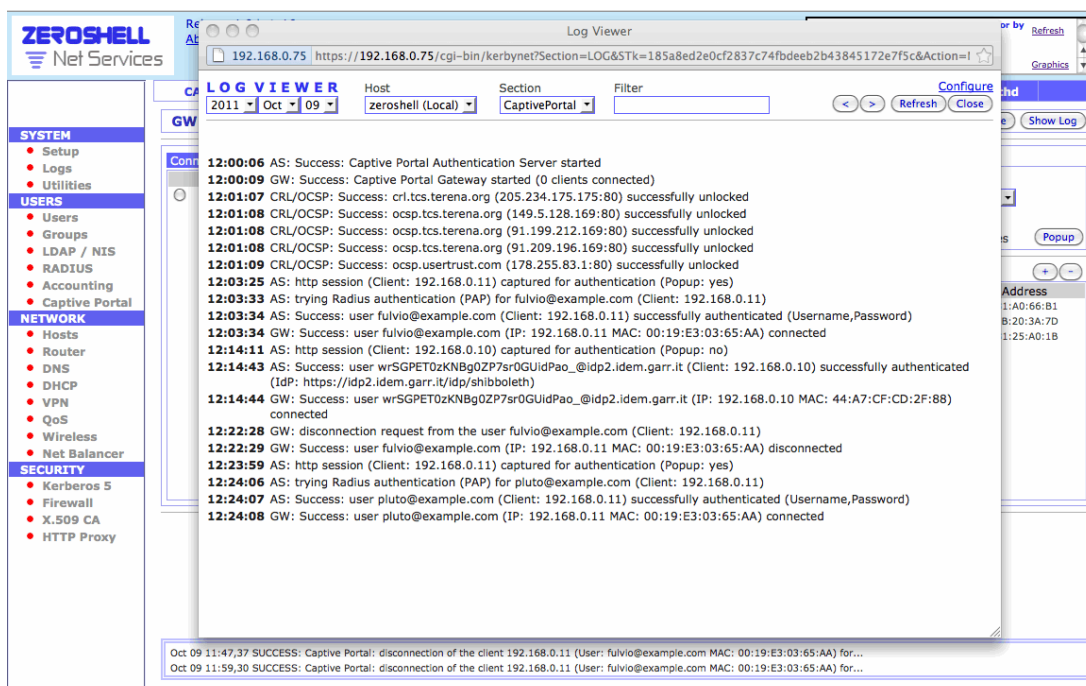 ZEROSHELL
Net Services
Re
Ab
or by
Refresh
Graphics
Log Viewer
192.168.0.75 https://192.168.0.75/cgi-bin/kerbynet?Section=LOG&STk=185a8ed2e0cf2837c74fbdeeb2b43845172e7f5c&Action=
LOG VIEWER Host Section Filter Configure
2011 Oct 09 zeroshell (Local) CaptivePortal < > Refresh Close
CA
thd
GW
Show Log
Conn
SYSTEM
Setup
Logs
Utilities
USERS
Users
Groups
LDAP / NIS
RADIUS
Accounting
Captive Portal
NETWORK
Hosts
Router
DNS
DHCP
VPN
QoS
Wireless
Net Balancer
SECURITY
Kerberos 5
Firewall
X.509 CA
HTTP Proxy
12:00:06 AS: Success: Captive Portal Authentication Server started
12:00:09 GW: Success: Captive Portal Gateway started (0 clients connected)
12:01:07 CRL/OCSP: Success: crl.tcs.terena.org (205.234.175.175:80) successfully unlocked
12:01:08 CRL/OCSP: Success: ocsp.tcs.terena.org (149.5.128.169:80) successfully unlocked
12:01:08 CRL/OCSP: Success: ocsp.tcs.terena.org (91.199.212.169:80) successfully unlocked
12:01:08 CRL/OCSP: Success: ocsp.tcs.terena.org (91.209.196.169:80) successfully unlocked
12:01:09 CRL/OCSP: Success: ocsp.usertrust.com (178.255.83.1:80) successfully unlocked
12:03:25 AS: http session (Client: 192.168.0.11) captured for authentication (Popup: yes)
12:03:33 AS: trying Radius authentication (PAP) for fulvio@example.com (Client: 192.168.0.11)
12:03:34 AS: Success: user fulvio@example.com (Client: 192.168.0.11) successfully authenticated (Username,Password)
12:03:34 GW: Success: user fulvio@example.com (IP: 192.168.0.11 MAC: 00:19:E3:03:65:AA) connected
12:14:11 AS: http session (Client: 192.168.0.10) captured for authentication (Popup: no)
12:14:43 AS: Success: user wrSGPET0zKNBg0ZP7sr0GUidPao_@idp2.idem.garr.it (Client: 192.168.0.10) successfully authenticated
(IdP: https://idp2.idem.garr.it/idp/shibboleth)
12:14:44 GW: Success: user wrSGPET0zKNBg0ZP7sr0GUidPao_@idp2.idem.garr.it (IP: 192.168.0.10 MAC: 44:A7:CF:CD:2F:88)
connected
12:22:28 GW: disconnection request from the user fulvio@example.com (Client: 192.168.0.11)
12:22:29 GW: Success: user fulvio@example.com (IP: 192.168.0.11 MAC: 00:19:E3:03:65:AA) disconnected
12:23:59 AS: http session (Client: 192.168.0.11) captured for authentication (Popup: yes)
12:24:06 AS: trying Radius authentication (PAP) for pluto@example.com (Client: 192.168.0.11)
12:24:07 AS: Success: user pluto@example.com (Client: 192.168.0.11) successfully authenticated (Username,Password)
12:24:08 GW: Success: user pluto@example.com (IP: 192.168.0.11 MAC: 00:19:E3:03:65:AA) connected
Popup
+ -
Address
1:A0:66:B1
B:20:3A:7D
1:25:A0:1B
Oct 09 11:47,37 SUCCESS: Captive Portal: disconnection of the client 192.168.0.11 (User: fulvio@example.com MAC: 00:19:E3:03:65:AA) for...
Oct 09 11:59,30 SUCCESS: Captive Portal: disconnection of the client 192.168.0.11 (User: fulvio@example.com MAC: 00:19:E3:03:65:AA) for...